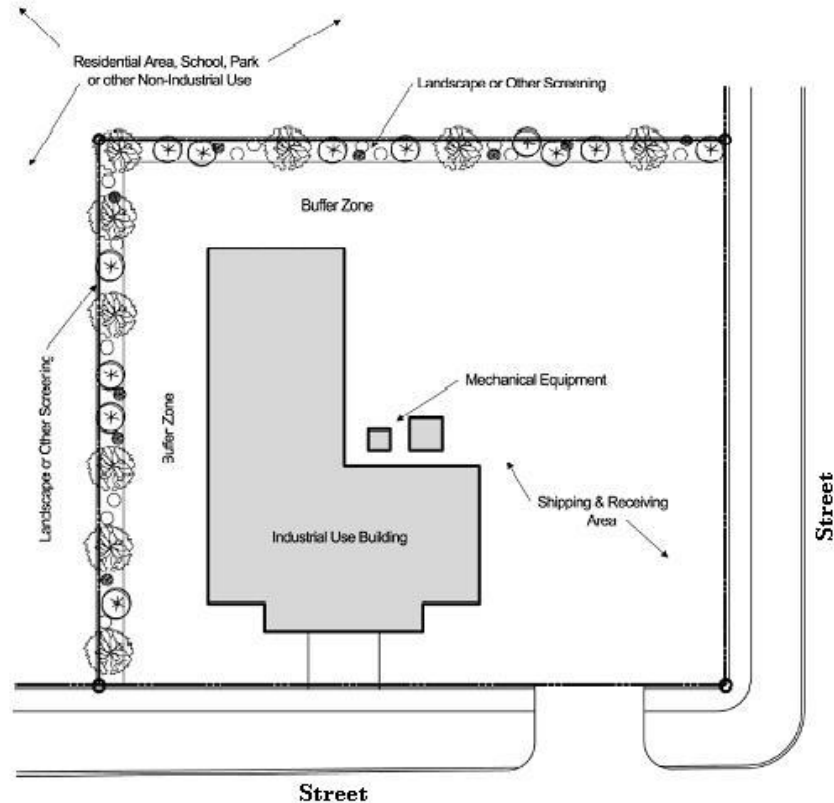 Residential Area, School, Park
or other Non-Industrial Use
Landscape or Other Screening
Buffer Zone
Landscape or Other Screening
Buffer Zone
Mechanical Equipment
Shipping & Receiving
Area
Industrial Use Building
Street
Street